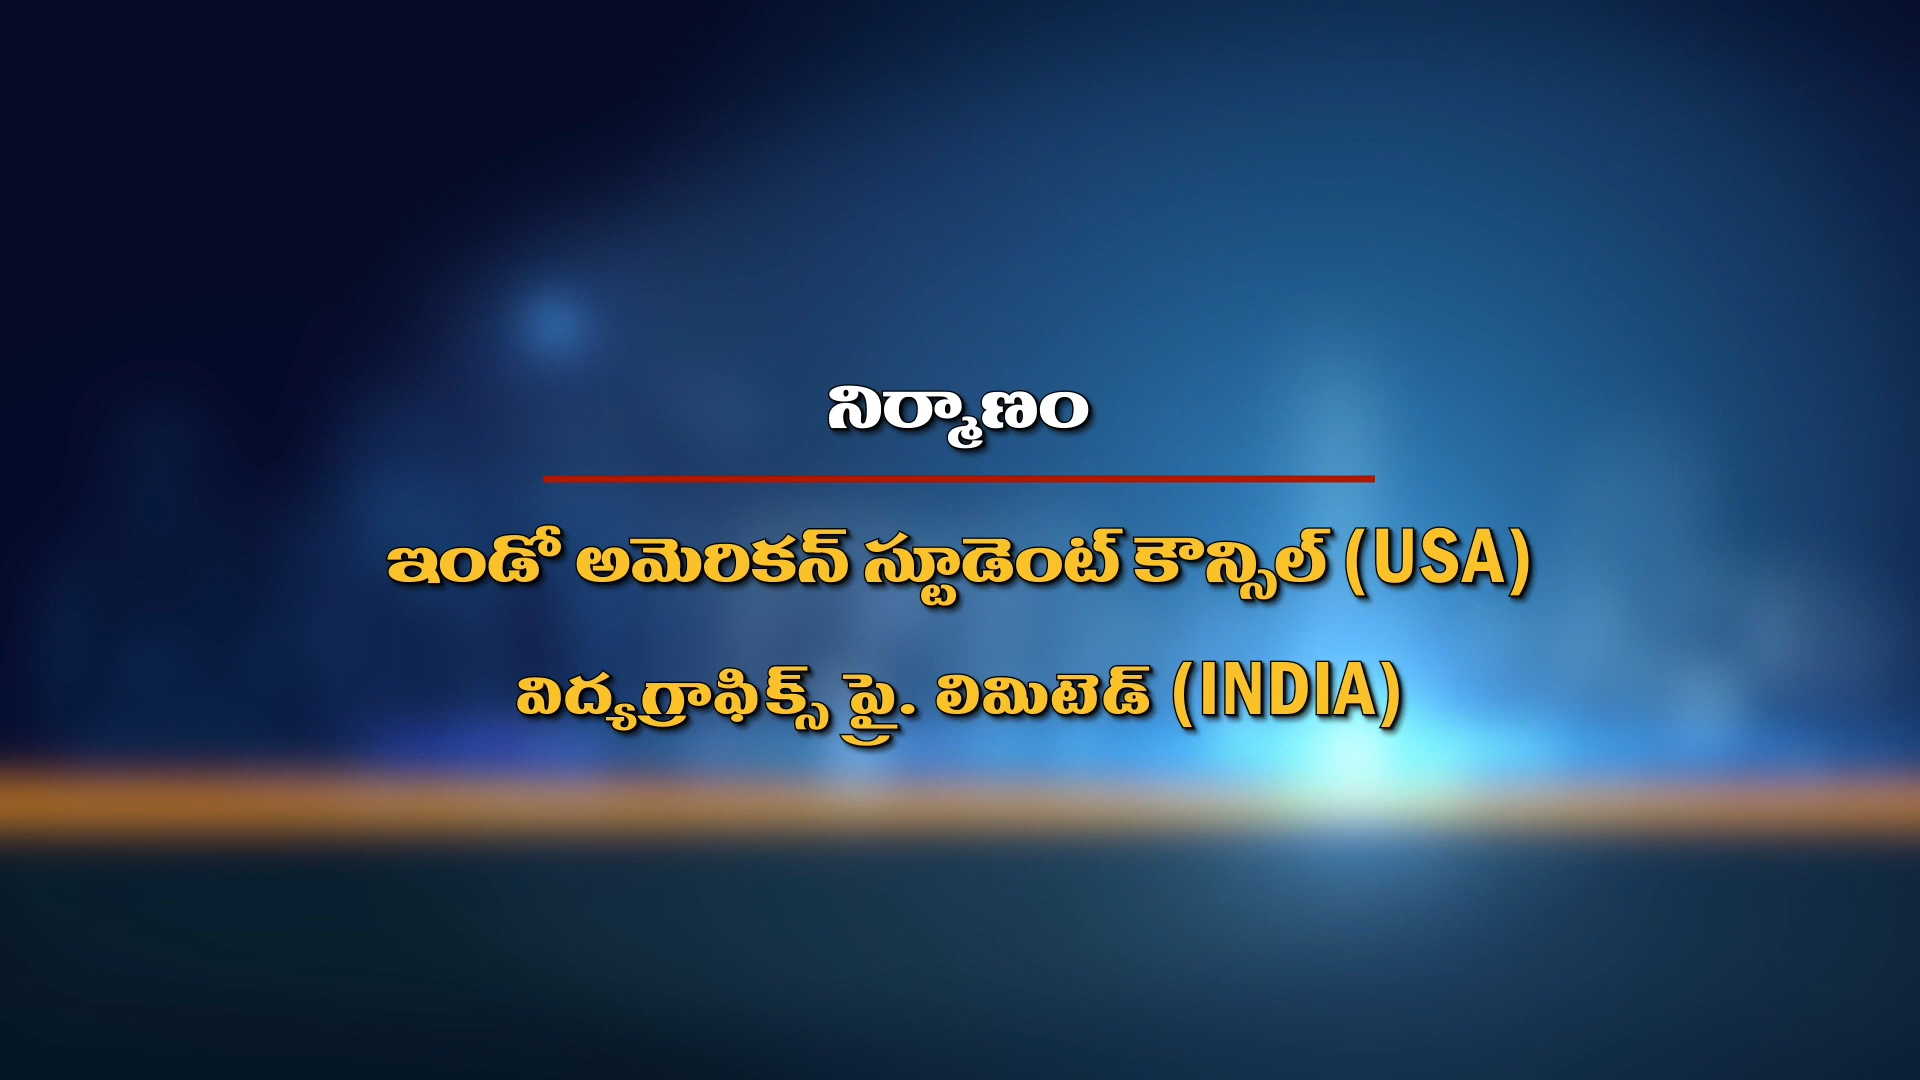 నిర్మాణం
ఇండో అమెరికన్ స్టూడెంట్ కౌన్సిల్ (USA)
విద్యగ్రాఫిక్స్ ప్రై. లిమిటెడ్ (INDIA)